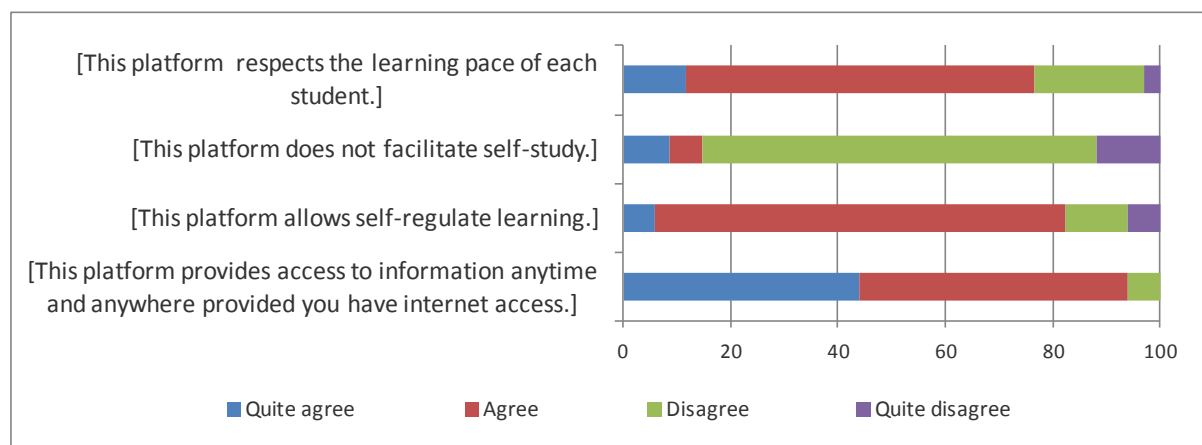 [This platform respects the learning pace of each
student.]
[This platform does not facilitate self-study.]
[This platform allows self-regulate learning.]
[This platform provides access to information anytime
and anywhere provided you have internet access.]
0 20 40 60 80 100
Quite agree Agree Disagree Quite disagree